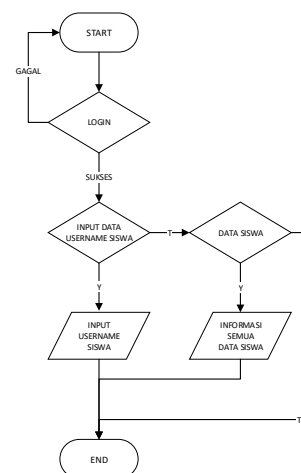 START
GAGAL
LOGIN
SUKSES
INPUT DATA
USERNAME SISWA
T
DATA SISWA
Y
Y
INPUT
USERNAME
SISWA
INFORMASI
SEMUA
DATA SISWA
T
END